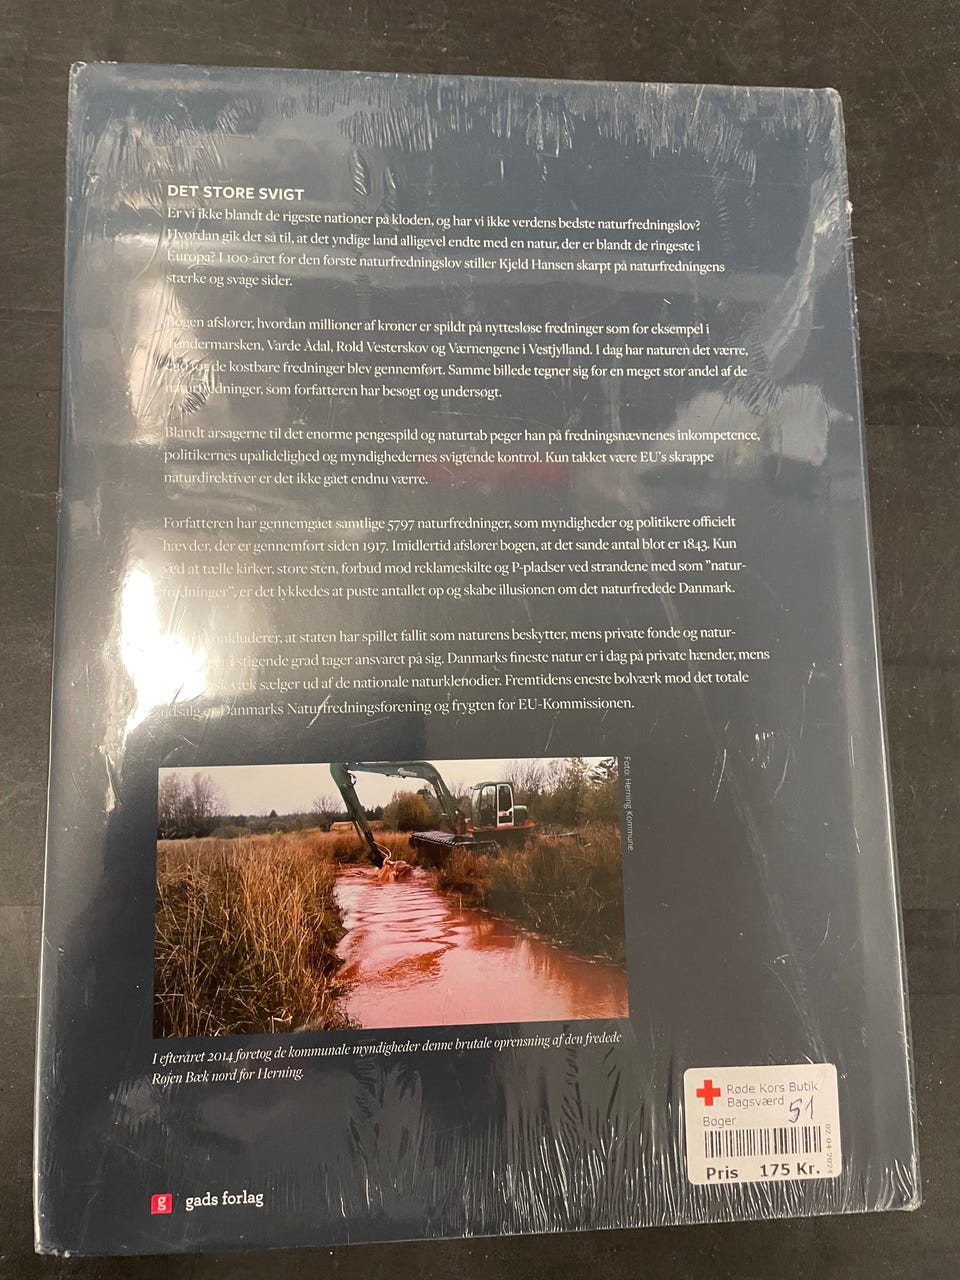 DET STORE SVIGT
Er vi ikke blandt de rigeste nationer på kloden, og har vi ikke verdens bedste naturfredningslov?
Hvordan gik det så til, at det yndige land alligevel endte med en natur, der er blandt de ringeste i
Europa? I 100-året for den første naturfredningslov stiller Kjeld Hansen skarpt på naturfredningens
stærke og svage sider.
Bogen afslører, hvordan millioner af kroner er spildt på nyttesløse fredninger som for eksempel i
Tøndermarsken, Varde Ådal, Rold Vesterskov og Værnengene i Vestjylland. I dag har naturen det værre,
end før de kostbare fredninger blev gennemført. Samme billede tegner sig for en meget stor andel af de
naturfredninger, som forfatteren har besøgt og undersøgt.
Blandt årsagerne til det enorme pengespild og naturtab peger han på fredningsnævnenes inkompetence,
politikernes upålidelighed og myndighedernes svigtende kontrol. Kun takket være EU's skrappe
naturdirektiver er det ikke gået endnu værre.
Forfatteren har gennemgået samtlige 5797 naturfredninger, som myndigheder og politikere officielt
hævder, der er gennemført siden 1917. Imidlertid afslører bogen, at det sande antal blot er 1843. Kun
ved at tælle kirker, store sten, forbud mod reklameskilte og P-pladser ved strandene med som "natur-
fredninger", er det lykkedes at puste antallet op og skabe illusionen om det naturfredede Danmark.
konkluderer, at staten har spillet fallit som naturens beskytter, mens private fonde og natur-
i stigende grad tager ansvaret på sig. Danmarks fineste natur er i dag på private hænder, mens
væk sælger ud af de nationale naturklenodier. Fremtidens eneste bolværk mod det totale
udsalg er Danmarks Naturfredningsforening og frygten for EU-Kommissionen.
Foto: Herning Kommune.
I efteråret 2014 foretog de kommunale myndigheder denne brutale oprensning af den fredede
Røjen Bæk nord for Herning.
Røde Kors Butik
Bagsværd
51
Bøger
02-04-2024
Pris 175 Kr.
g gads forlag